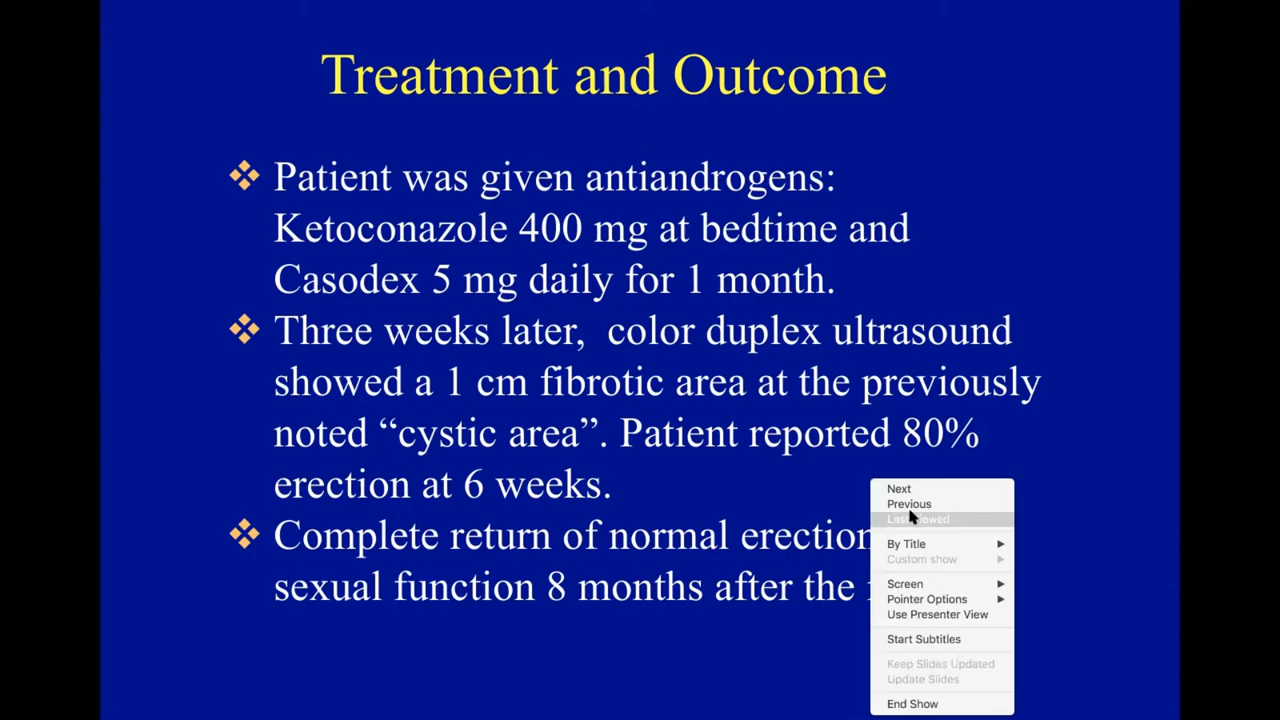 Treatment and Outcome
❖ Patient was given antiandrogens:
Ketoconazole 400 mg at bedtime and
Casodex 5 mg daily for 1 month.
❖ Three weeks later, color duplex ultrasound
showed a 1 cm fibrotic area at the previously
noted “cystic area”. Patient reported 80%
erection at 6 weeks.
❖ Complete return of normal erection
sexual function 8 months after the
Next
Previous
Last Viewed
By Title
Custom show
Screen
Pointer Options
Use Presenter View
Start Subtitles
Keep Slides Updated
Update Slides
End Show